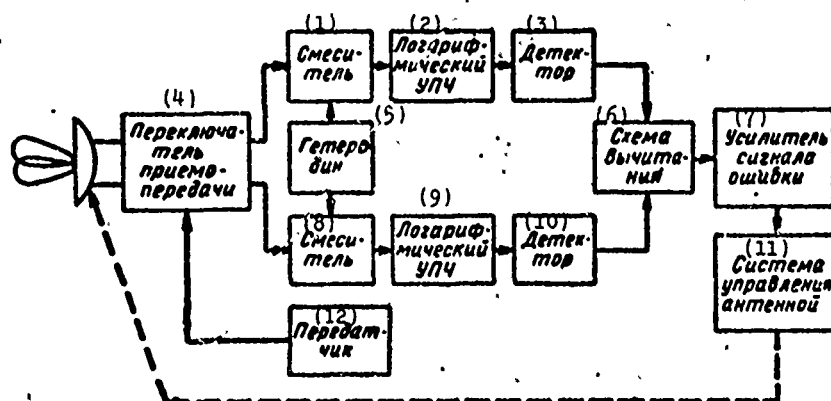 (1)
Смеси-
тель
(2)
Логариф-
мический
УПЧ
(3)
Детек-
тор
(4)
Переключа-
тель
приемо-
передачи
(5)
Гетеро-
дин
(6)
Схема
вычита-
ния
(7)
Усилитель
сигнала
ошибки
(8)
Смеси-
тель
(9)
Логариф-
мический
УПЧ
(10)
Детек-
тор
(11)
Система
управления
антенной
(12)
Передат-
чик